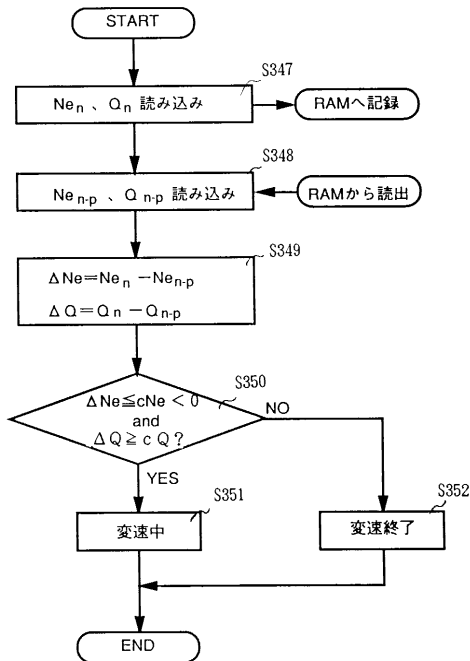 START
S347
Neₙ 、Qₙ 読み込み
RAMへ記録
S348
Neₙ₋ₚ 、Qₙ₋ₚ 読み込み
RAMから読出
S349
ΔNe=Neₙ −Neₙ₋ₚ
ΔQ=Qₙ −Qₙ₋ₚ
S350
ΔNe≦cNe < 0
and
ΔQ≧cQ?
NO
YES
S351
変速中
S352
変速終了
END